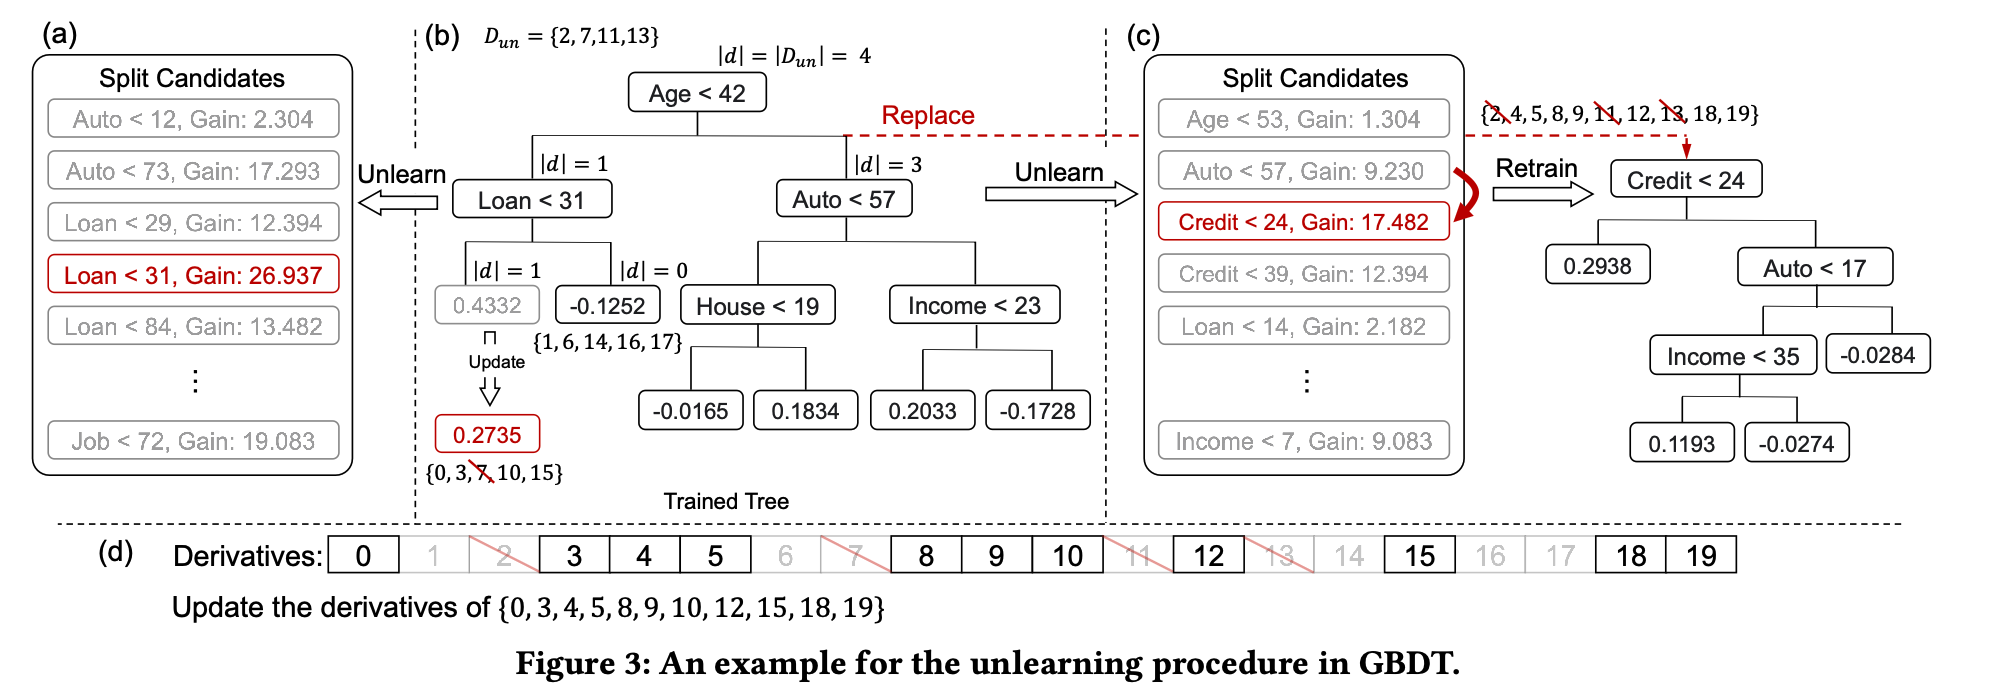 (a)
Split Candidates
Auto < 12, Gain: 2.304
Auto < 73, Gain: 17.293
Loan < 29, Gain: 12.394
Loan < 31, Gain: 26.937
Loan < 84, Gain: 13.482
⋮
Job < 72, Gain: 19.083
Unlearn
(b)
D_un = {2, 7,11,13}
|d| = |D_un| = 4
Age < 42
Replace
|d| = 1
|d| = 3
Loan < 31
Auto < 57
|d| = 1
|d| = 0
0.4332
-0.1252
House < 19
Income < 23
{1, 6, 14, 16, 17}
Update
-0.0165
0.1834
0.2033
-0.1728
0.2735
{0, 3, 7, 10, 15}
Trained Tree
Unlearn
(c)
Split Candidates
Age < 53, Gain: 1.304
Auto < 57, Gain: 9.230
Credit < 24, Gain: 17.482
Credit < 39, Gain: 12.394
Loan < 14, Gain: 2.182
⋮
Income < 7, Gain: 9.083
{2, 4, 5, 8, 9, 11, 12, 13, 18, 19}
Retrain
Credit < 24
0.2938
Auto < 17
Income < 35
-0.0284
0.1193
-0.0274
(d)
Derivatives: 0 1 2 3 4 5 6 7 8 9 10 11 12 13 14 15 16 17 18 19
Update the derivatives of {0, 3, 4, 5, 8, 9, 10, 12, 15, 18, 19}
Figure 3: An example for the unlearning procedure in GBDT.